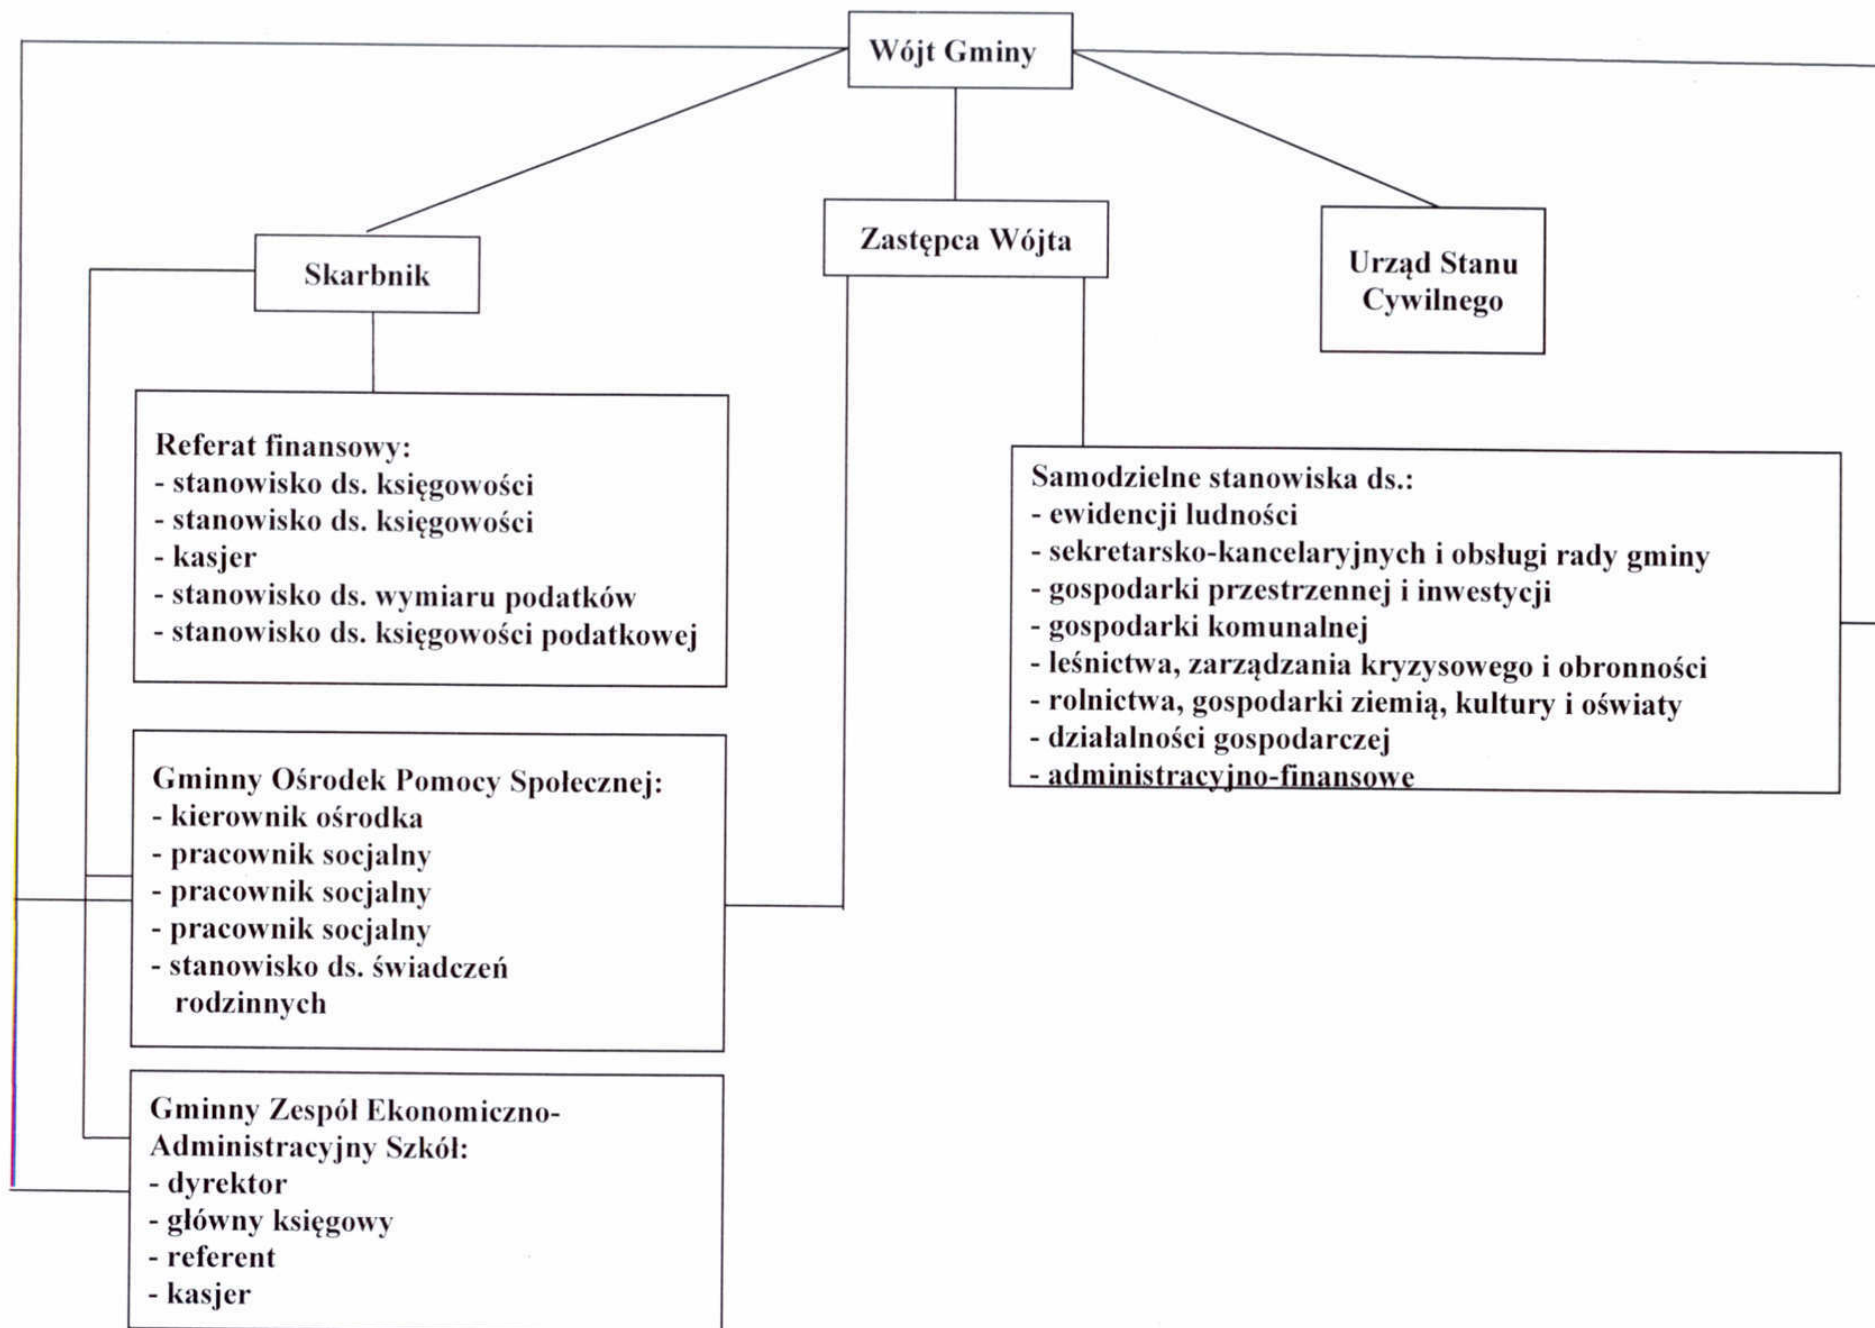 Wójt Gminy
Zastępca Wójta
Skarbnik
Urząd Stanu
Cywilnego
Referat finansowy:
- stanowisko ds. księgowości
- stanowisko ds. księgowości
- kasjer
- stanowisko ds. wymiaru podatków
- stanowisko ds. księgowości podatkowej
Samodzielne stanowiska ds.:
- ewidencji ludności
- sekretarsko-kancelaryjnych i obsługi rady gminy
- gospodarki przestrzennej i inwestycji
- gospodarki komunalnej
- leśnictwa, zarządzania kryzysowego i obronności
- rolnictwa, gospodarki ziemią, kultury i oświaty
- działalności gospodarczej
- administracyjno-finansowe
Gminny Ośrodek Pomocy Społecznej:
- kierownik ośrodka
- pracownik socjalny
- pracownik socjalny
- pracownik socjalny
- stanowisko ds. świadczeń
rodzinnych
Gminny Zespół Ekonomiczno-
Administracyjny Szkół:
- dyrektor
- główny księgowy
- referent
- kasjer